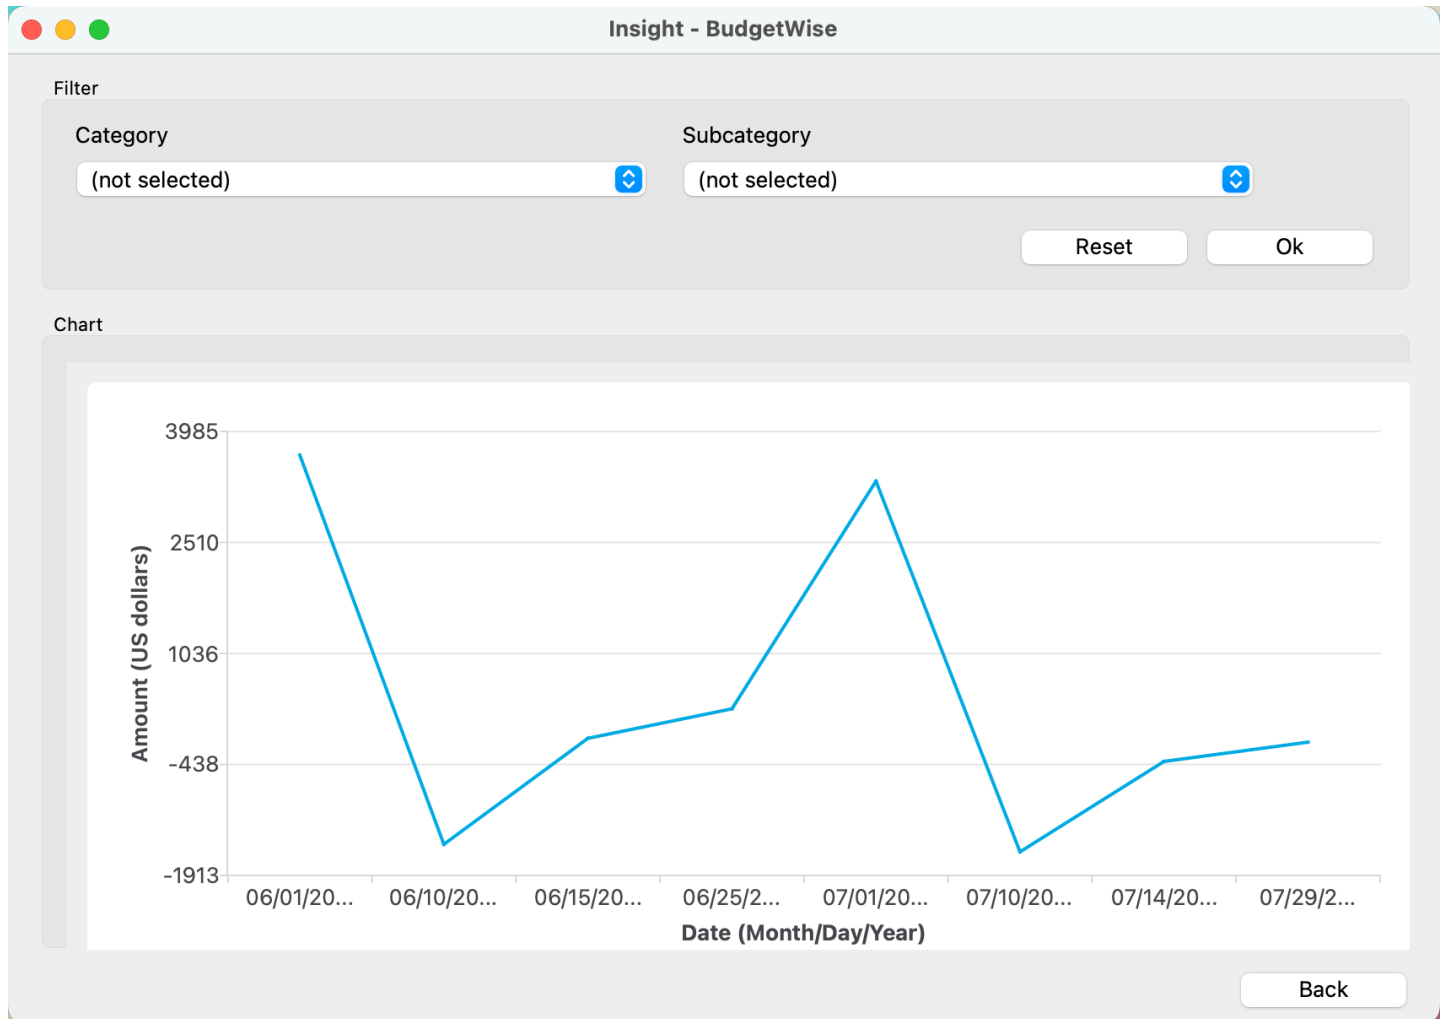 Insight - BudgetWise
Filter
Category
Subcategory
(not selected)
(not selected)
Reset
Ok
Chart
3985
2510
1036
-438
-1913
Amount (US dollars)
06/01/20...
06/10/20...
06/15/20...
06/25/2...
07/01/20...
07/10/20...
07/14/20...
07/29/2...
Date (Month/Day/Year)
Back